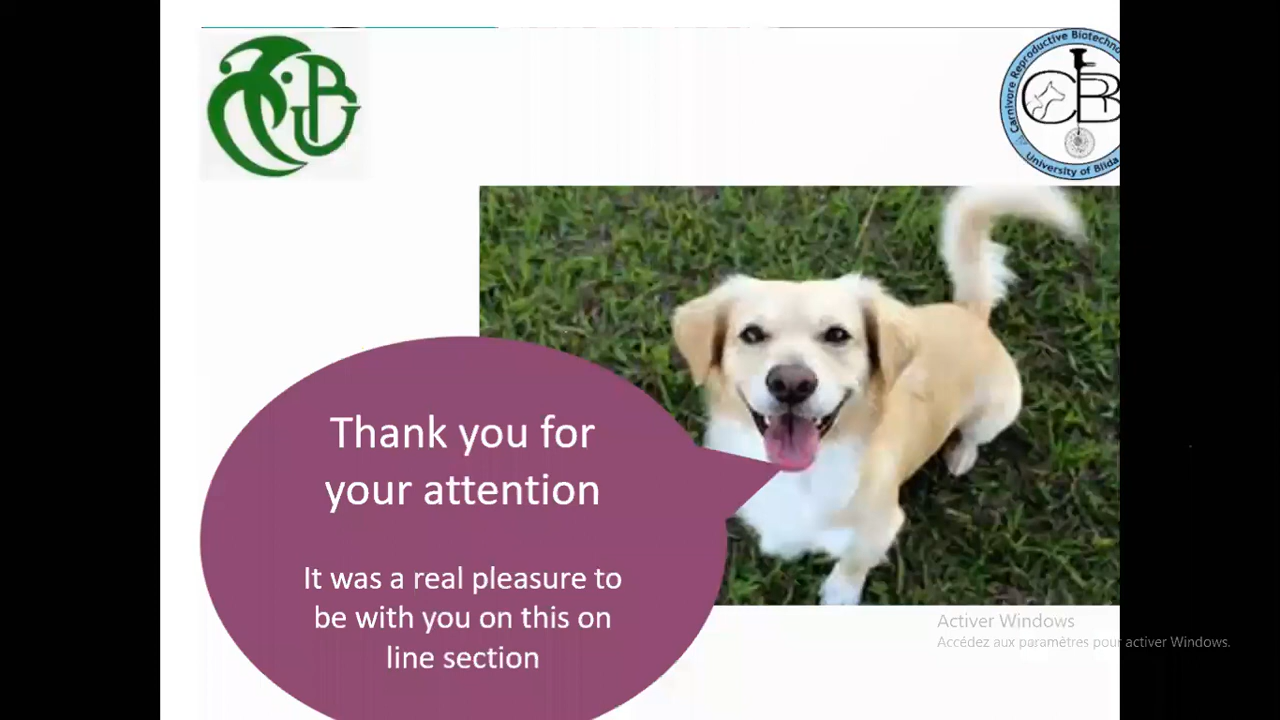 Carnivore Reproductive Biotechno
CRB
University of Blida
Thank you for
your attention
It was a real pleasure to
be with you on this on
line section
Activer Windows
Accédez aux paramètres pour activer Windows.